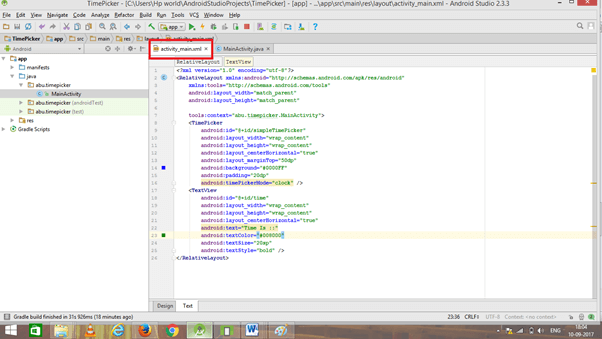 TimePicker - [C:\Users\Hp world\AndroidStudioProjects\TimePicker] - [app] - ...\app\src\main\res\layout\activity_main.xml - Android Studio 2.3.3
File Edit View Navigate Code Analyze Refactor Build Run Tools VCS Window Help
app
TimePicker app src main res layout activity_main.xml
Android
activity_main.xml MainActivity.java
RelativeLayout TextView
app
manifests
java
abu.timepicker
MainActivity
abu.timepicker (androidTest)
abu.timepicker (test)
res
Gradle Scripts
<?xml version="1.0" encoding="utf-8"?>
<RelativeLayout xmlns:android="http://schemas.android.com/apk/res/android"
xmlns:tools="http://schemas.android.com/tools"
android:layout_width="match_parent"
android:layout_height="match_parent"
tools:context="abu.timepicker.MainActivity">
<TimePicker
android:id="@+id/simpleTimePicker"
android:layout_width="wrap_content"
android:layout_height="wrap_content"
android:layout_centerHorizontal="true"
android:layout_marginTop="50dp"
android:background="#0000FF"
android:padding="20dp"
android:timePickerMode="clock" />
<TextView
android:id="@+id/time"
android:layout_width="wrap_content"
android:layout_height="wrap_content"
android:layout_centerHorizontal="true"
android:text="Time Is ::"
android:textColor="#008000"
android:textSize="20sp"
android:textStyle="bold" />
</RelativeLayout>
Design Text
Gradle build finished in 31s 926ms (18 minutes ago)
23:36 CRLF UTF-8 Context: <no context>
ENG
18:04
10-09-2017